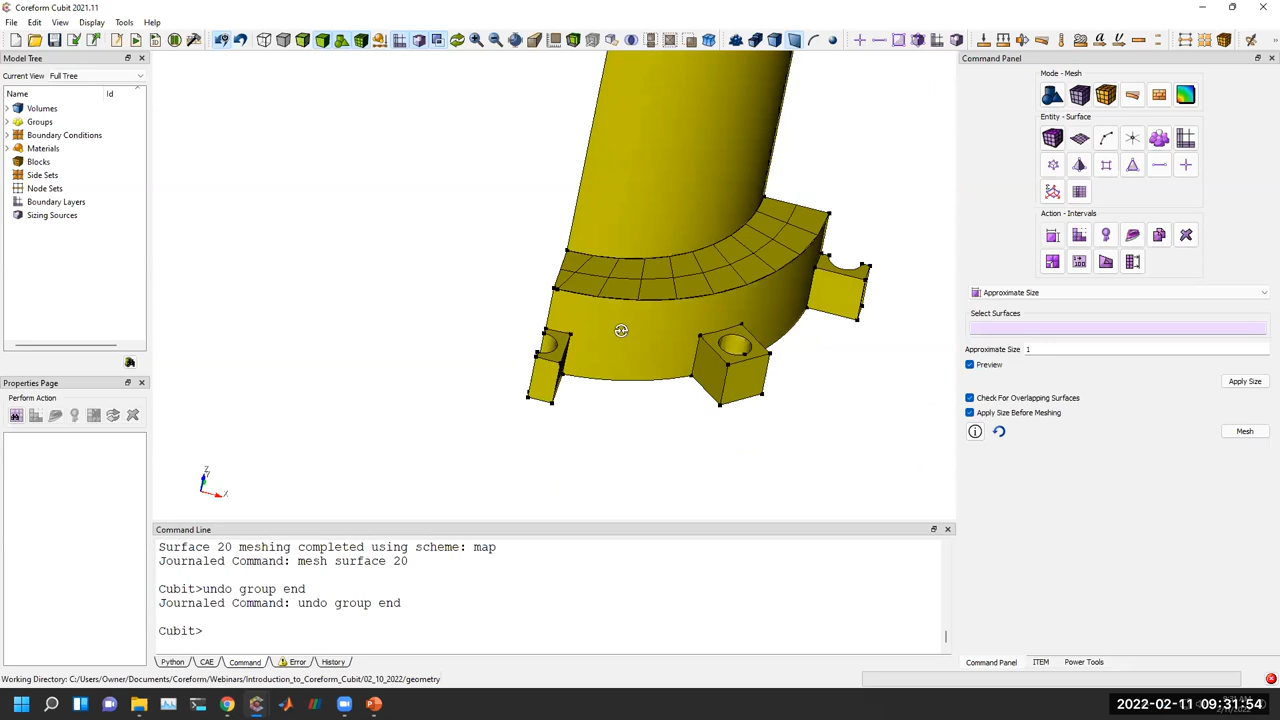 Coreform Cubit 2021.11
File Edit View Display Tools Help
Model Tree
Current View Full Tree
Name Id
Volumes
Groups
Boundary Conditions
Materials
Blocks
Side Sets
Node Sets
Boundary Layers
Sizing Sources
Properties Page
Perform Action
Z
Y
X
Command Line
Surface 20 meshing completed using scheme: map
Journaled Command: mesh surface 20
Cubit>undo group end
Journaled Command: undo group end
Cubit>
Python CAE Command Error History
Command Panel
Mode - Mesh
Entity - Surface
Action - Intervals
Approximate Size
Select Surfaces
Approximate Size 1
Preview
Apply Size
Check For Overlapping Surfaces
Apply Size Before Meshing
Mesh
Command Panel ITEM Power Tools
Working Directory: C:/Users/Owner/Documents/Coreform/Webinars/Introduction_to_Coreform_Cubit/02_10_2022/geometry
2022-02-11 09:31:54